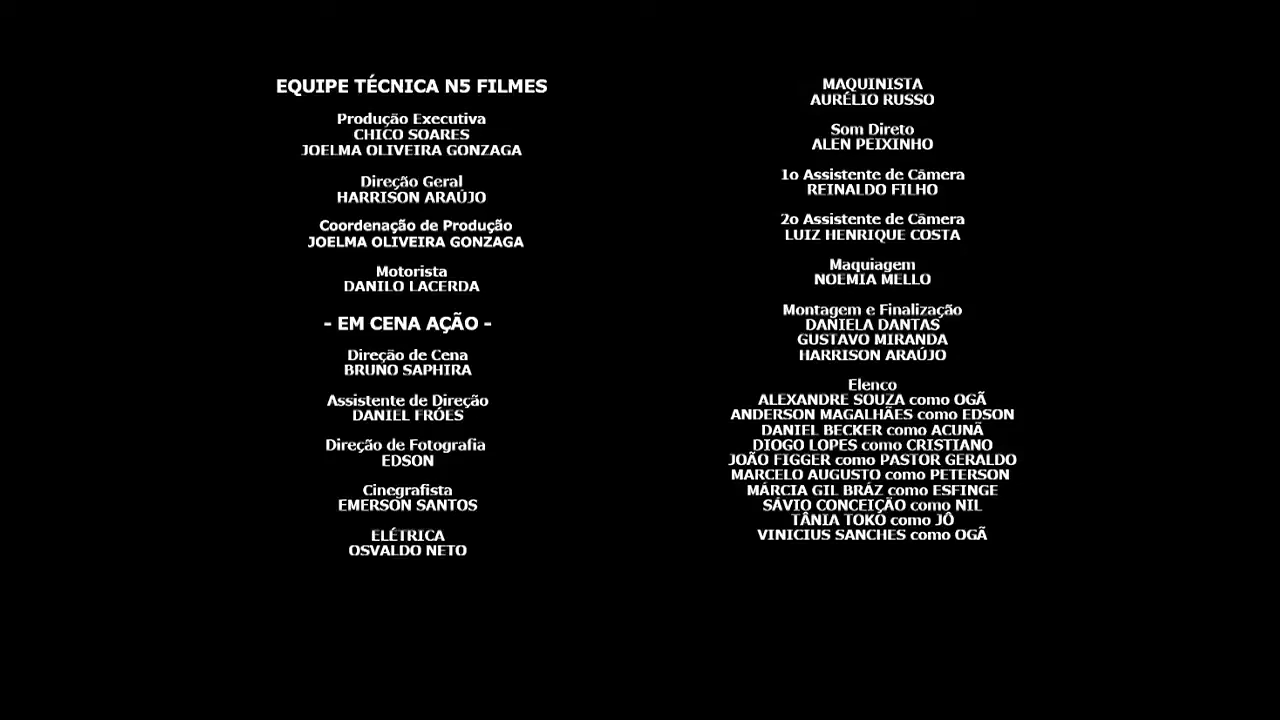 EQUIPE TÉCNICA N5 FILMES
Produção Executiva
CHICO SOARES
JOELMA OLIVEIRA GONZAGA
Direção Geral
HARRISON ARAÚJO
Coordenação de Produção
JOELMA OLIVEIRA GONZAGA
Motorista
DANILO LACERDA
- EM CENA AÇÃO -
Direção de Cena
BRUNO SAPHIRA
Assistente de Direção
DANIEL FRÓES
Direção de Fotografia
EDSON
Cinegrafista
EMERSON SANTOS
ELÉTRICA
OSVALDO NETO
MAQUINISTA
AURÉLIO RUSSO
Som Direto
ALEN PEIXINHO
1o Assistente de Câmera
REINALDO FILHO
2o Assistente de Câmera
LUIZ HENRIQUE COSTA
Maquiagem
NOEMIA MELLO
Montagem e Finalização
DANIELA DANTAS
GUSTAVO MIRANDA
HARRISON ARAÚJO
Elenco
ALEXANDRE SOUZA como OGÃ
ANDERSON MAGALHÃES como EDSON
DANIEL BECKER como ACUNÃ
DIOGO LOPES como CRISTIANO
JOÃO FIGGER como PASTOR GERALDO
MARCELO AUGUSTO como PETERSON
MÁRCIA GIL BRÁZ como ESFINGE
SÁVIO CONCEIÇÃO como NIL
TÂNIA TOKÔ como JÔ
VINICIUS SANCHES como OGÃ